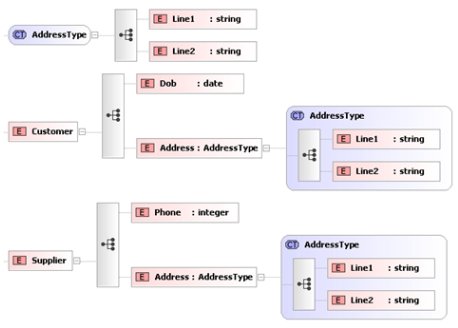 CT AddressType
E Line1 : string
E Line2 : string
E Dob : date
E Customer
E Address : AddressType
CT AddressType
E Line1 : string
E Line2 : string
E Phone : integer
E Supplier
E Address : AddressType
CT AddressType
E Line1 : string
E Line2 : string